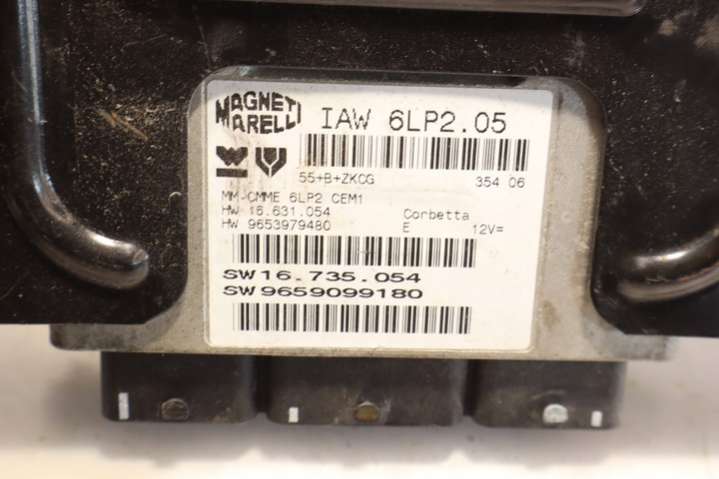 MAGNETI
MARELLI
IAW 6LP2.05
55+B+ZKCG 354 06
MM-CMME 6LP2 CEM1
HW 16.631.054 Corbetta
HW 9653979480 E 12V=
SW16.735.054
SW9659099180